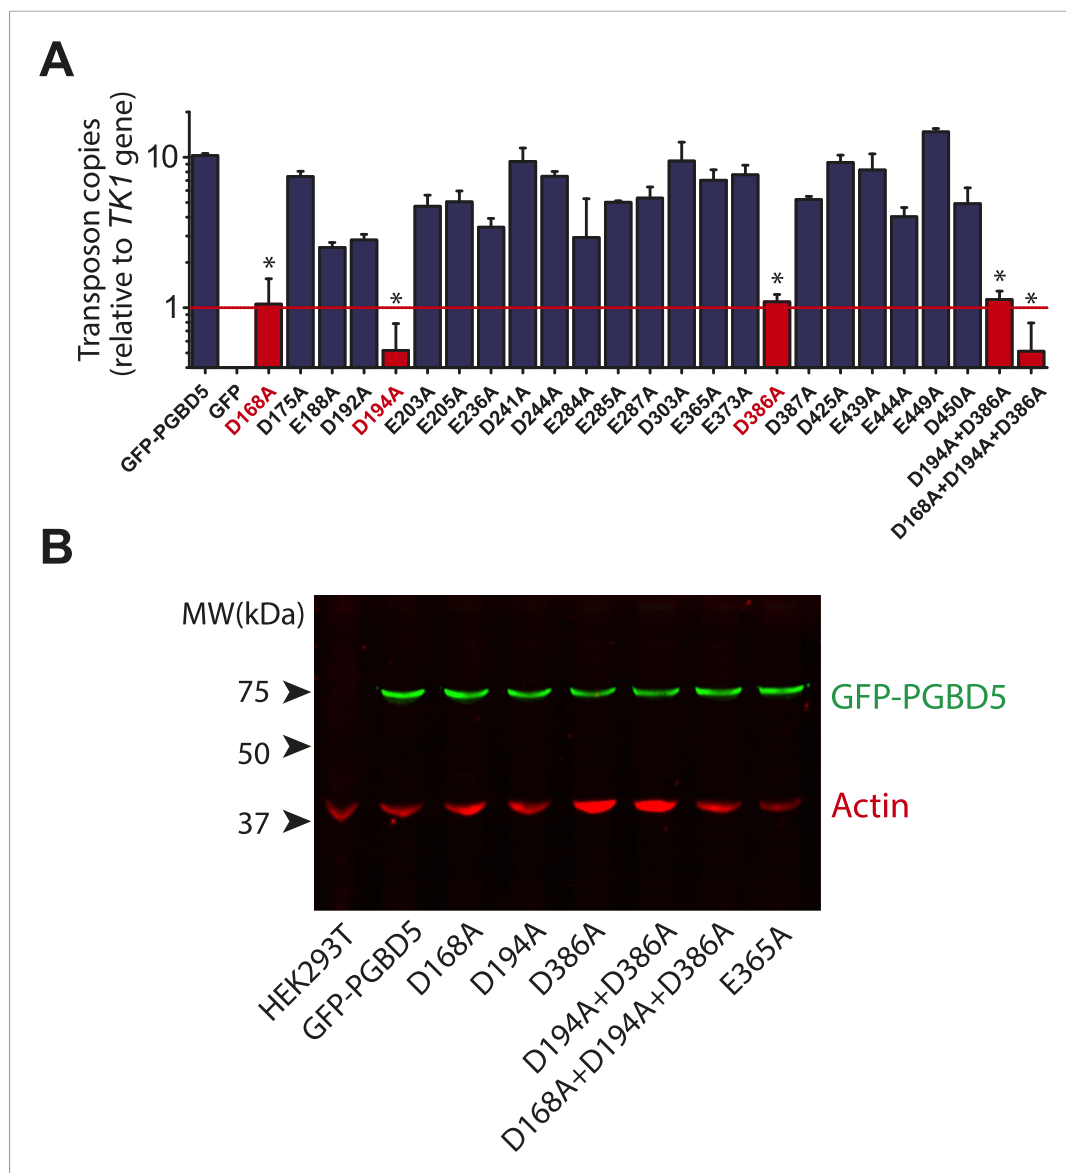 A
Transposon copies
(relative to TK1 gene)
10
1
* * * * *
GFP-PGBD5
GFP
D168A
D175A
E188A
D192A
D194A
E203A
E205A
E236A
D241A
D244A
E284A
E285A
E287A
D303A
E365A
E373A
D386A
D387A
D425A
E439A
E444A
E449A
D450A
D194A+D386A
D168A+D194A+D386A
B
MW(kDa)
75
50
37
GFP-PGBD5
Actin
HEK293T
GFP-PGBD5
D168A
D194A
D386A
D194A+D386A
D168A+D194A+D386A
E365A